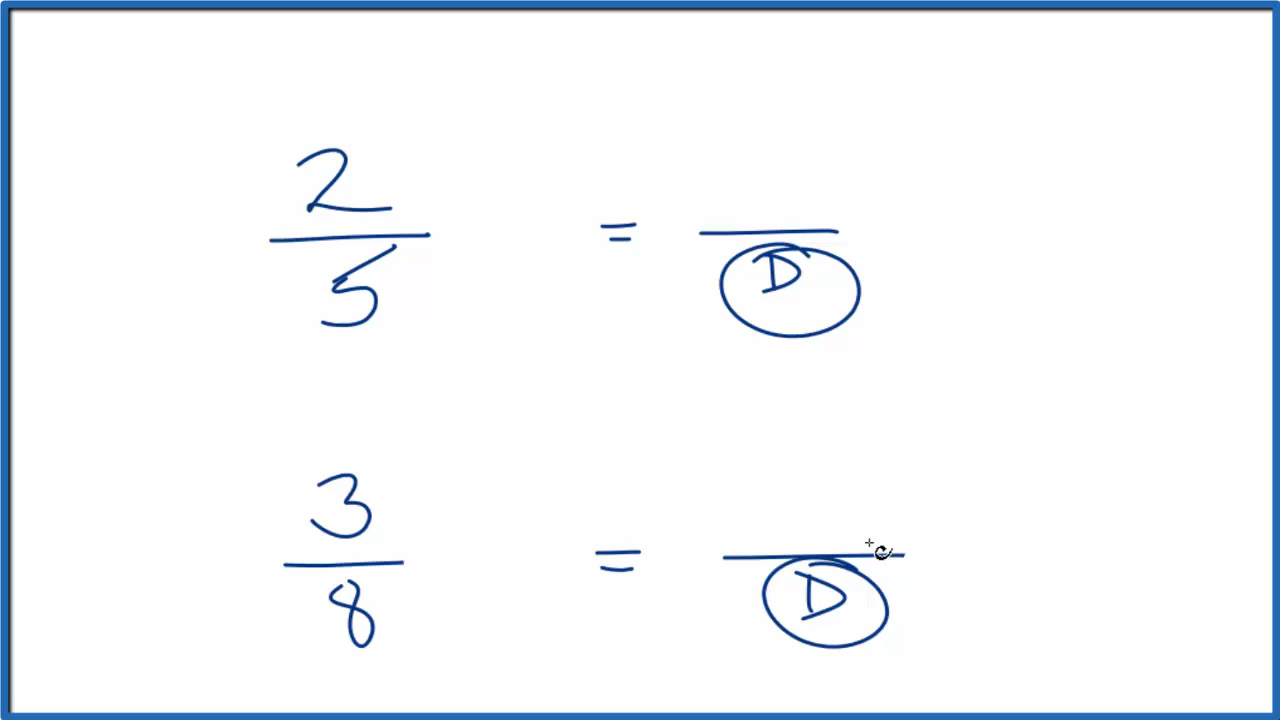 2
= ―
5 D
3
= ―
8 D